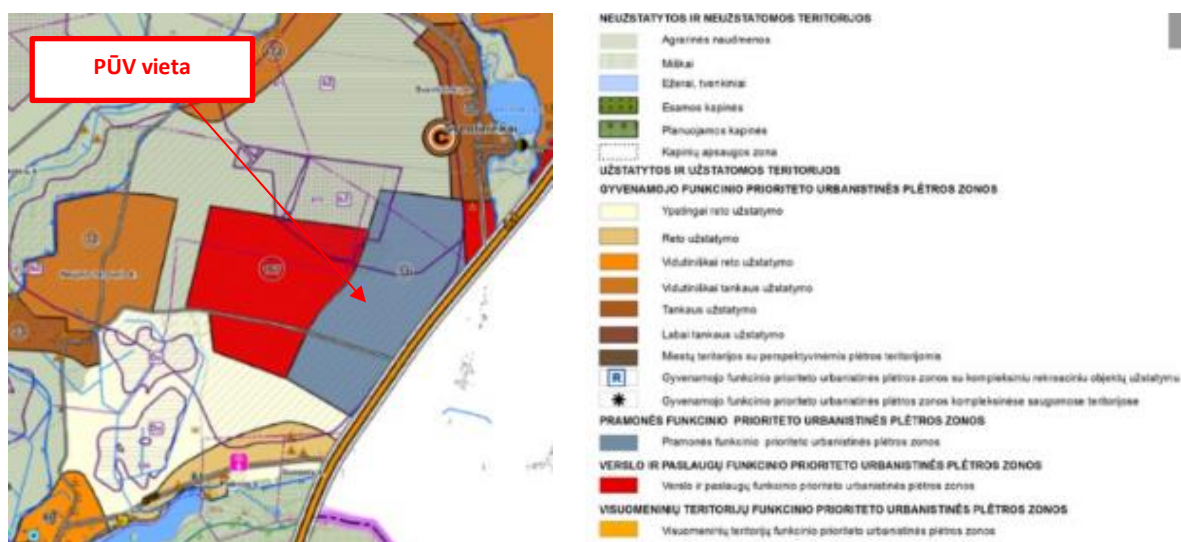 PŪV vieta
NEUŽSTATYTOS IR NEUŽSTATOMOS TERITORIJOS
Agrarinės naudmenos
Miškai
Ežerai, tvenkiniai
Esamos kapinės
Planuojamos kapinės
Kapinių apsaugos zona
UŽSTATYTOS IR UŽSTATOMOS TERITORIJOS
GYVENAMOJO FUNKCINIO PRIORITETO URBANISTINĖS PLĖTROS ZONOS
Ypatingai reto užstatymo
Reto užstatymo
Vidutiniškai reto užstatymo
Vidutiniškai tankaus užstatymo
Tankaus užstatymo
Labai tankaus užstatymo
Miestų teritorijos su perspektyvinėmis plėtros teritorijomis
R Gyvenamojo funkcinio prioriteto urbanistinės plėtros zonos su kompleksiniu rekreaciniu objektų užstatymu
Gyvenamojo funkcinio prioriteto urbanistinės plėtros zonos kompleksinėse saugomose teritorijose
PRAMONĖS FUNKCINIO PRIORITETO URBANISTINĖS PLĖTROS ZONOS
Pramonės funkcinio prioriteto urbanistinės plėtros zonos
VERSLO IR PASLAUGŲ FUNKCINIO PRIORITETO URBANISTINĖS PLĖTROS ZONOS
Verslo ir paslaugų funkcinio prioriteto urbanistinės plėtros zonos
VISUOMENINIŲ TERITORIJŲ FUNKCINIO PRIORITETO URBANISTINĖS PLĖTROS ZONOS
Visuomeninių teritorijų funkcinio prioriteto urbanistinės plėtros zonos